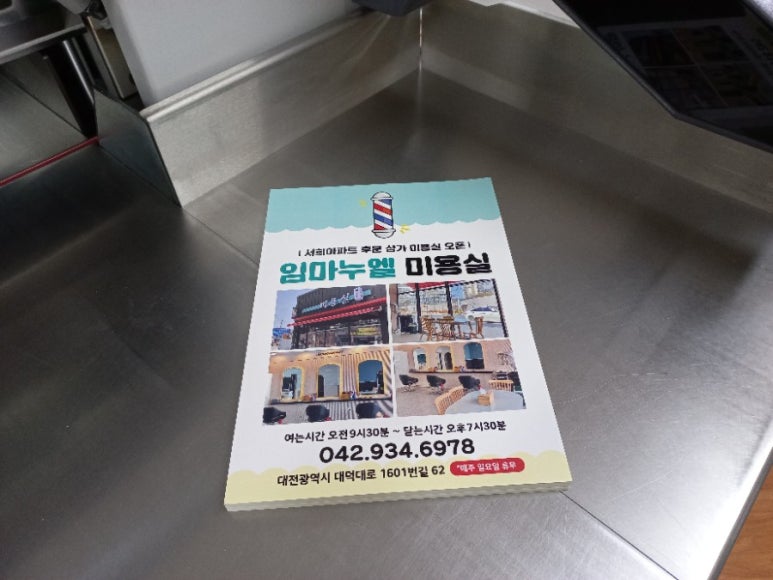 ( 서희아파트 후문 상가 미용실 오픈 )
임마누엘 미용실
미용실
여는시간 오전9시30분 ~ 닫는시간 오후7시30분
042.934.6978
대전광역시 대덕대로 1601번길 62 *매주 일요일 휴무